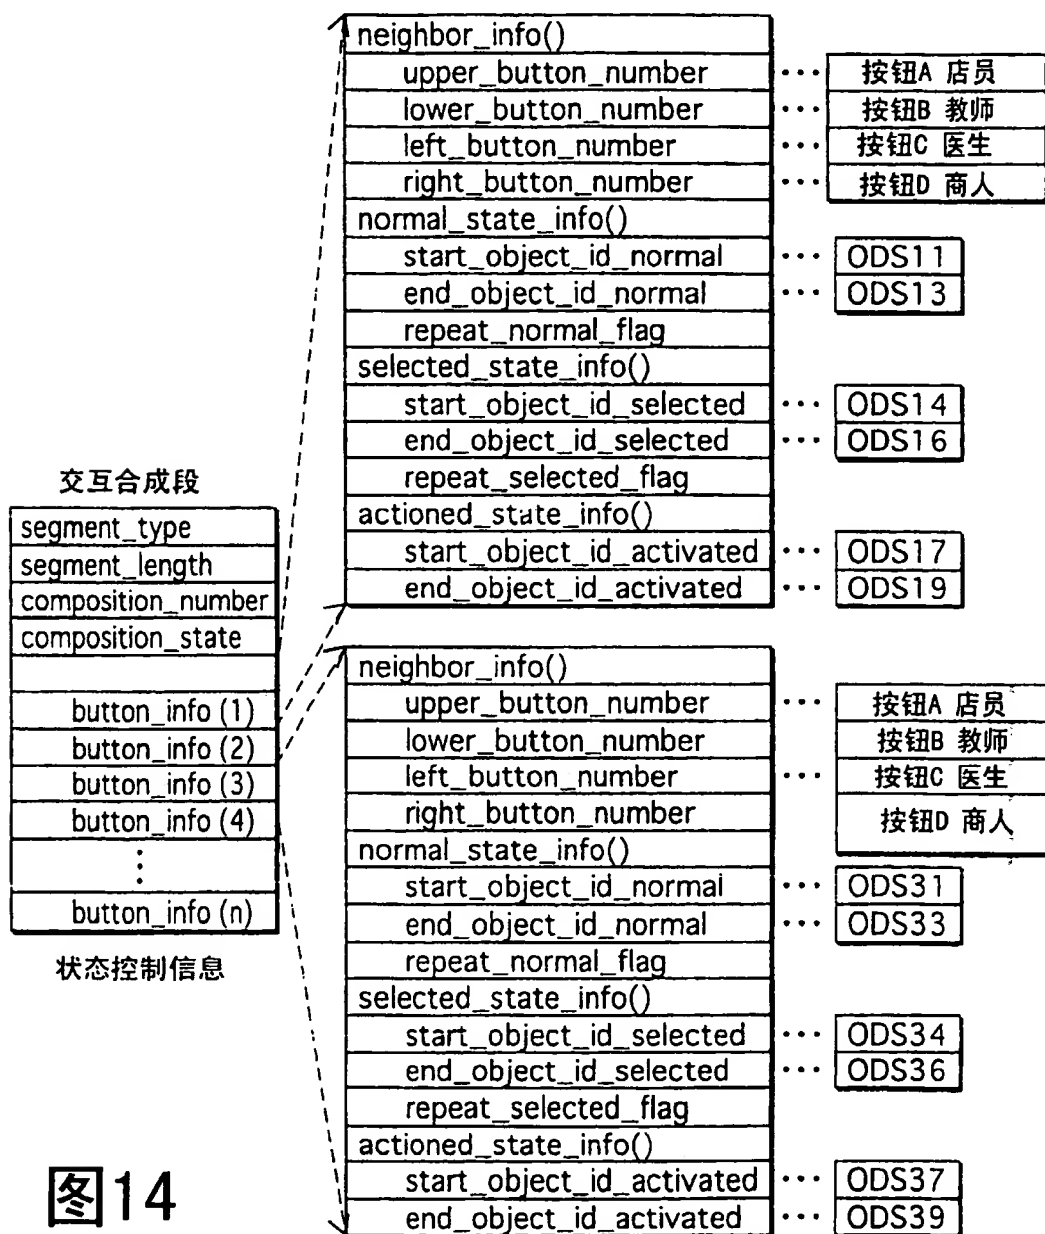 neighbor_info()
upper_button_number ··· 按钮A 店员
lower_button_number ··· 按钮B 教师
left_button_number ··· 按钮C 医生
right_button_number ··· 按钮D 商人
normal_state_info()
start_object_id_normal ··· ODS11
end_object_id_normal ··· ODS13
repeat_normal_flag
selected_state_info()
start_object_id_selected ··· ODS14
end_object_id_selected ··· ODS16
repeat_selected_flag
actioned_state_info()
start_object_id_activated ··· ODS17
end_object_id_activated ··· ODS19
交互合成段
segment_type
segment_length
composition_number
composition_state
button_info (1)
button_info (2)
button_info (3)
button_info (4)
⋮
button_info (n)
状态控制信息
neighbor_info()
upper_button_number ··· 按钮A 店员
lower_button_number 按钮B 教师
left_button_number ··· 按钮C 医生
right_button_number 按钮D 商人
normal_state_info()
start_object_id_normal ··· ODS31
end_object_id_normal ··· ODS33
repeat_normal_flag
selected_state_info()
start_object_id_selected ··· ODS34
end_object_id_selected ··· ODS36
repeat_selected_flag
actioned_state_info()
start_object_id_activated ··· ODS37
end_object_id_activated ··· ODS39
图14